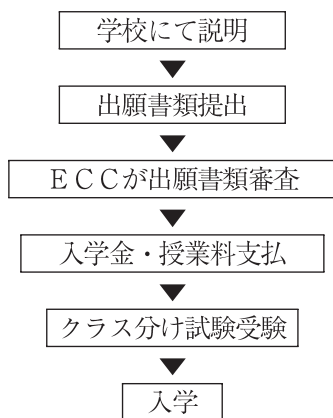 学校にて説明
出願書類提出
ＥＣＣが出願書類審査
入学金・授業料支払
クラス分け試験受験
入学